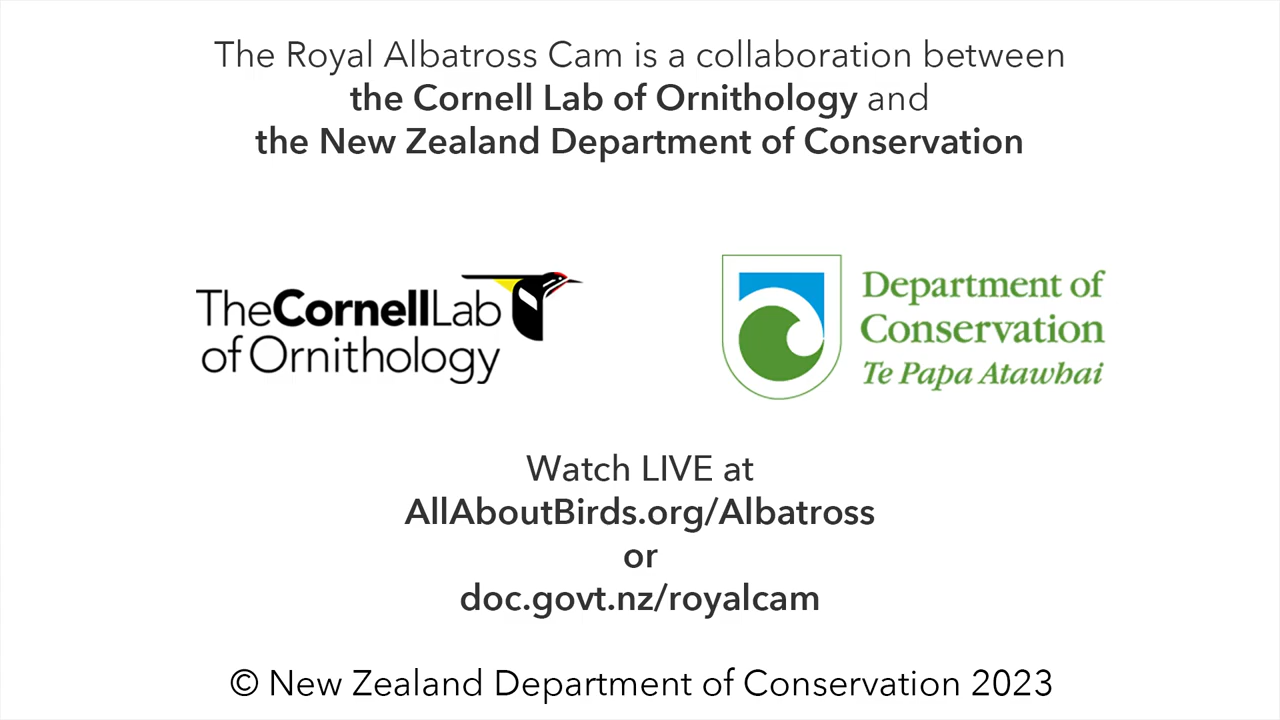 The Royal Albatross Cam is a collaboration between
the Cornell Lab of Ornithology and
the New Zealand Department of Conservation
TheCornellLab
of Ornithology
Department of
Conservation
Te Papa Atawhai
Watch LIVE at
AllAboutBirds.org/Albatross
or
doc.govt.nz/royalcam
© New Zealand Department of Conservation 2023